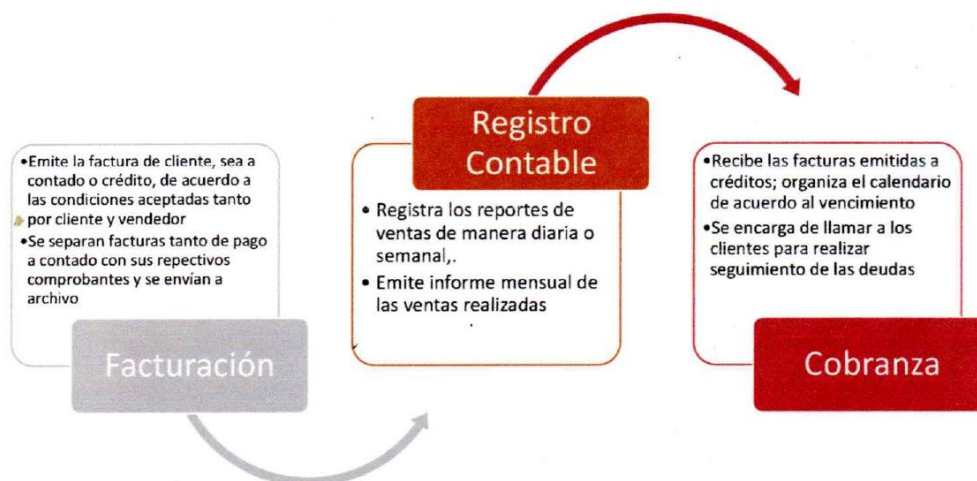 •Emite la factura de cliente, sea a
contado o crédito, de acuerdo a
las condiciones aceptadas tanto
por cliente y vendedor
•Se separan facturas tanto de pago
a contado con sus repectivos
comprobantes y se envían a
archivo
Facturación
Registro
Contable
• Registra los reportes de
ventas de manera diaria o
semanal,.
• Emite informe mensual de
las ventas realizadas
•Recibe las facturas emitidas a
créditos; organiza el calendario
de acuerdo al vencimiento
•Se encarga de llamar a los
clientes para realizar
seguimiento de las deudas
Cobranza